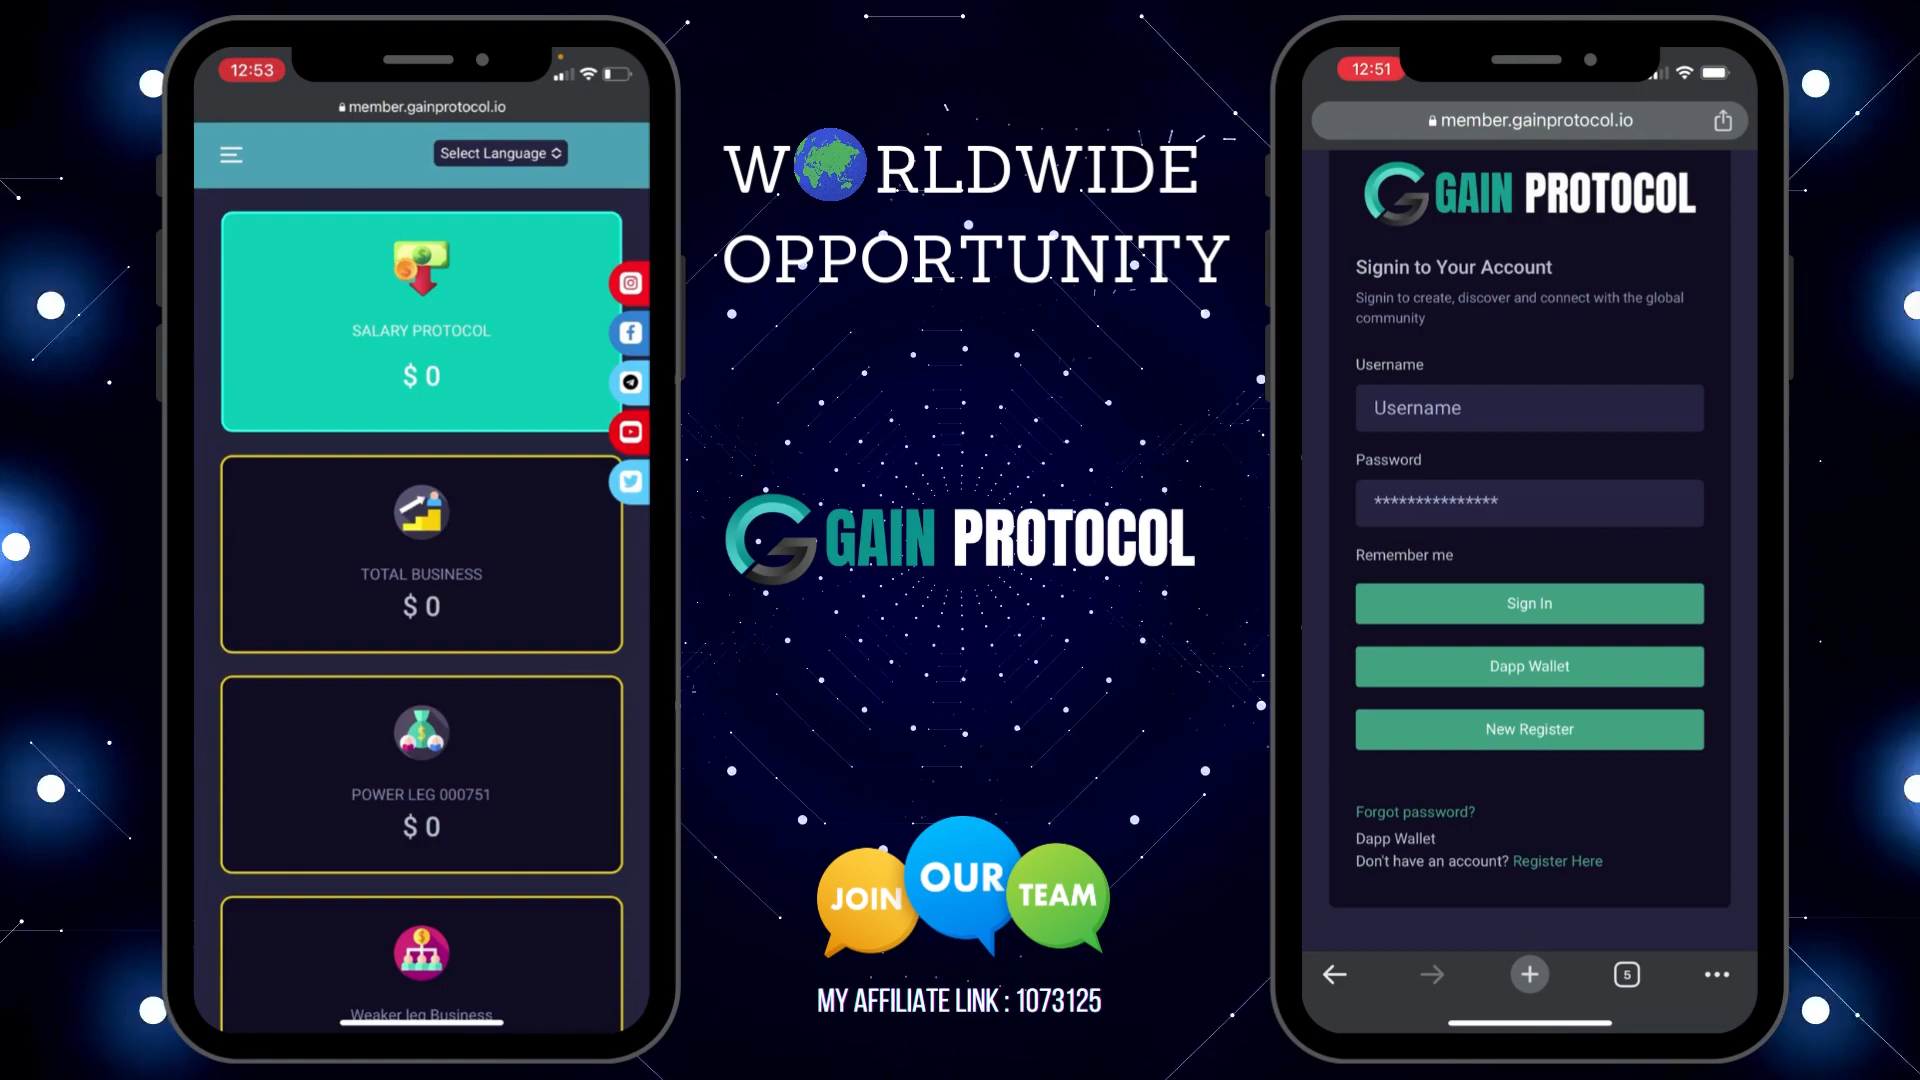 12:53
member.gainprotocol.io
Select Language
SALARY PROTOCOL
$ 0
TOTAL BUSINESS
$ 0
POWER LEG 000751
$ 0
Weaker leg Business
W RLDWIDE
OPPORTUNITY
GAIN PROTOCOL
JOIN OUR TEAM
MY AFFILIATE LINK : 1073125
12:51
member.gainprotocol.io
GAIN PROTOCOL
Signin to Your Account
Signin to create, discover and connect with the global
community
Username
Username
Password
***************
Remember me
Sign In
Dapp Wallet
New Register
Forgot password?
Dapp Wallet
Don't have an account? Register Here
5